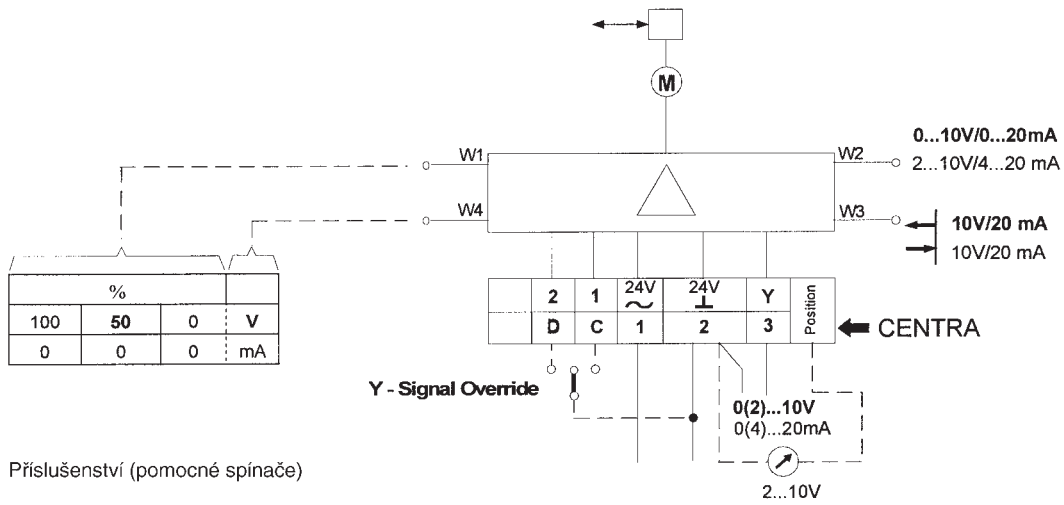 M
W1
W2
0...10V/0...20mA
2...10V/4...20 mA
W4
W3
10V/20 mA
10V/20 mA
%
100 50 0 V
0 0 0 mA
2 1 24V ~ 24V ⊥ Y Position
D C 1 2 3
CENTRA
Y - Signal Override
0(2)...10V
0(4)...20mA
2...10V
Příslušenství (pomocné spínače)